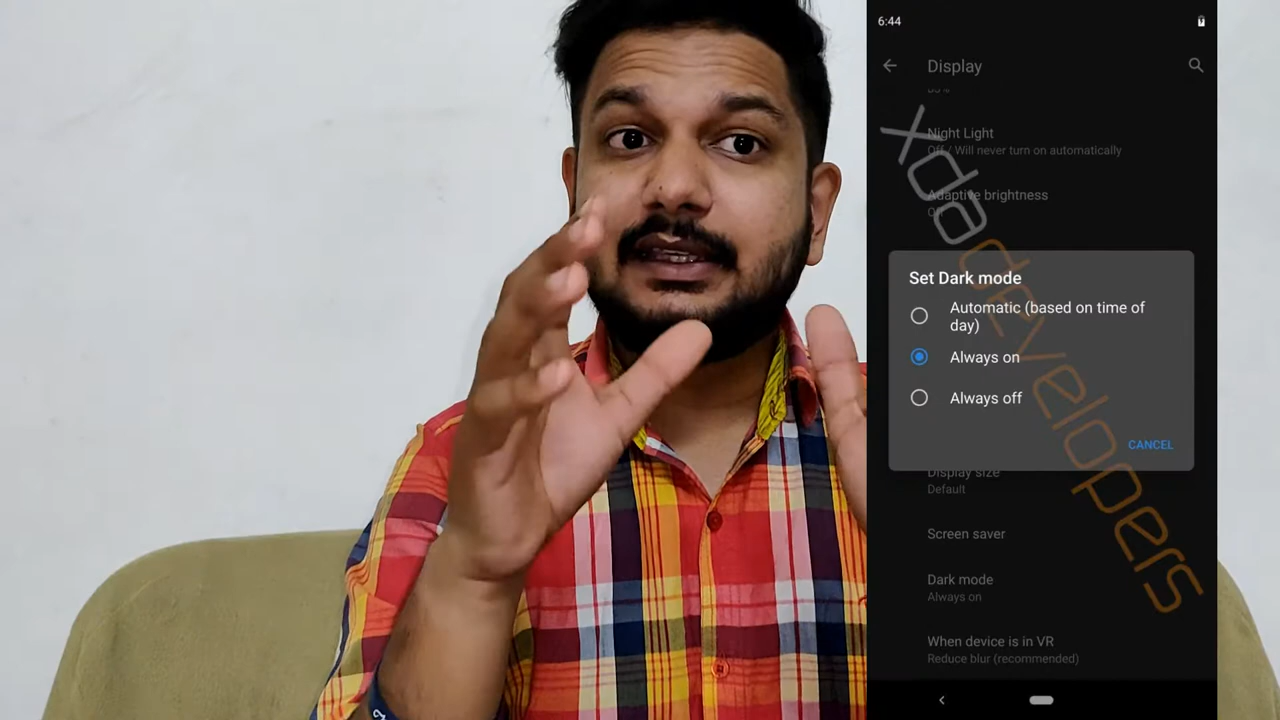 6:44
Display
Night Light
Off / Will never turn on automatically
Adaptive brightness
xdadevelopers
Set Dark mode
Automatic (based on time of
day)
Always on
Always off
CANCEL
Display size
Default
Screen saver
Dark mode
Always on
When device is in VR
Reduce blur (recommended)